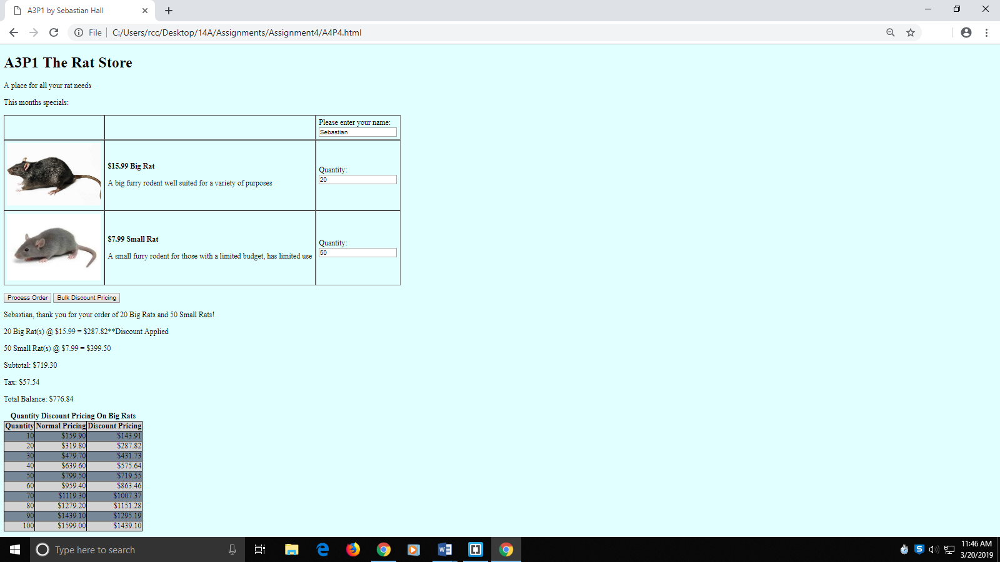 A3P1 by Sebastian Hall
File C:/Users/rcc/Desktop/14A/Assignments/Assignment4/A4P4.html
A3P1 The Rat Store
A place for all your rat needs
This months specials:
Please enter your name:
Sebastian
$15.99 Big Rat
A big furry rodent well suited for a variety of purposes
Quantity:
20
$7.99 Small Rat
A small furry rodent for those with a limited budget, has limited use
Quantity:
50
Process Order Bulk Discount Pricing
Sebastian, thank you for your order of 20 Big Rats and 50 Small Rats!
20 Big Rat(s) @ $15.99 = $287.82**Discount Applied
50 Small Rat(s) @ $7.99 = $399.50
Subtotal: $719.30
Tax: $57.54
Total Balance: $776.84
Quantity Discount Pricing On Big Rats
Quantity Normal Pricing Discount Pricing
10 $159.90 $143.91
20 $319.80 $287.82
30 $479.70 $431.73
40 $639.60 $575.64
50 $799.50 $719.55
60 $959.40 $863.46
70 $1119.30 $1007.37
80 $1279.20 $1151.28
90 $1439.10 $1295.19
100 $1599.00 $1439.10
Type here to search
11:46 AM
3/20/2019